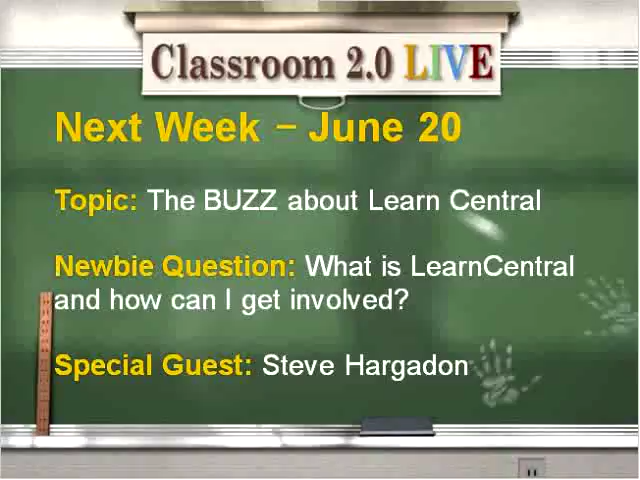 Classroom 2.0 LIVE
Next Week – June 20
Topic: The BUZZ about Learn Central
Newbie Question: What is LearnCentral
and how can I get involved?
Special Guest: Steve Hargadon